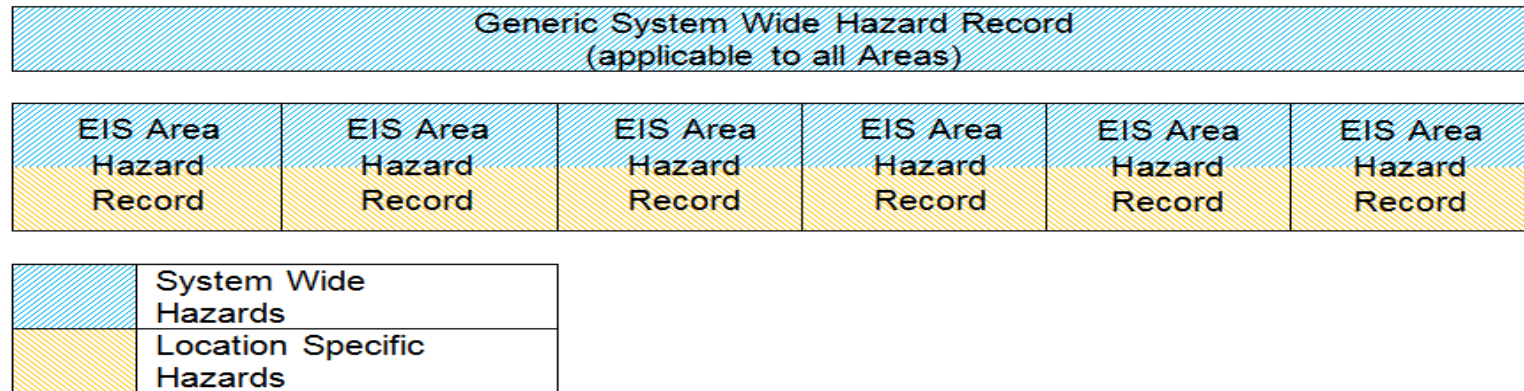 Generic System Wide Hazard Record
(applicable to all Areas)
EIS Area
Hazard
Record
EIS Area
Hazard
Record
EIS Area
Hazard
Record
EIS Area
Hazard
Record
EIS Area
Hazard
Record
EIS Area
Hazard
Record
System Wide
Hazards
Location Specific
Hazards